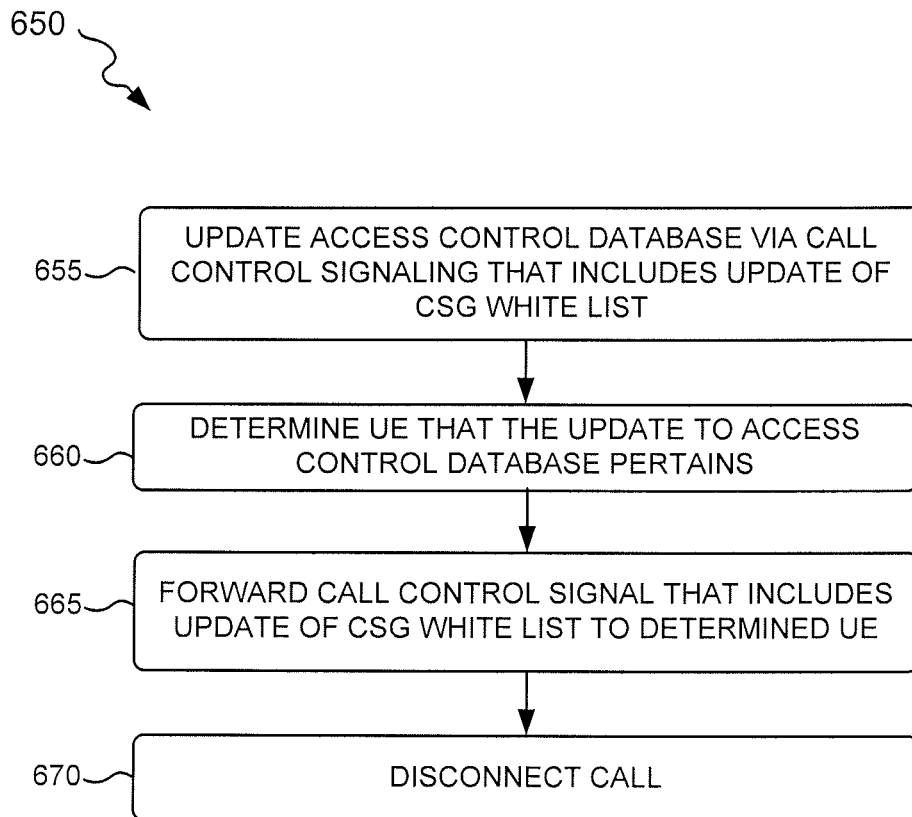 650
655
UPDATE ACCESS CONTROL DATABASE VIA CALL
CONTROL SIGNALING THAT INCLUDES UPDATE OF
CSG WHITE LIST
660
DETERMINE UE THAT THE UPDATE TO ACCESS
CONTROL DATABASE PERTAINS
665
FORWARD CALL CONTROL SIGNAL THAT INCLUDES
UPDATE OF CSG WHITE LIST TO DETERMINED UE
670
DISCONNECT CALL